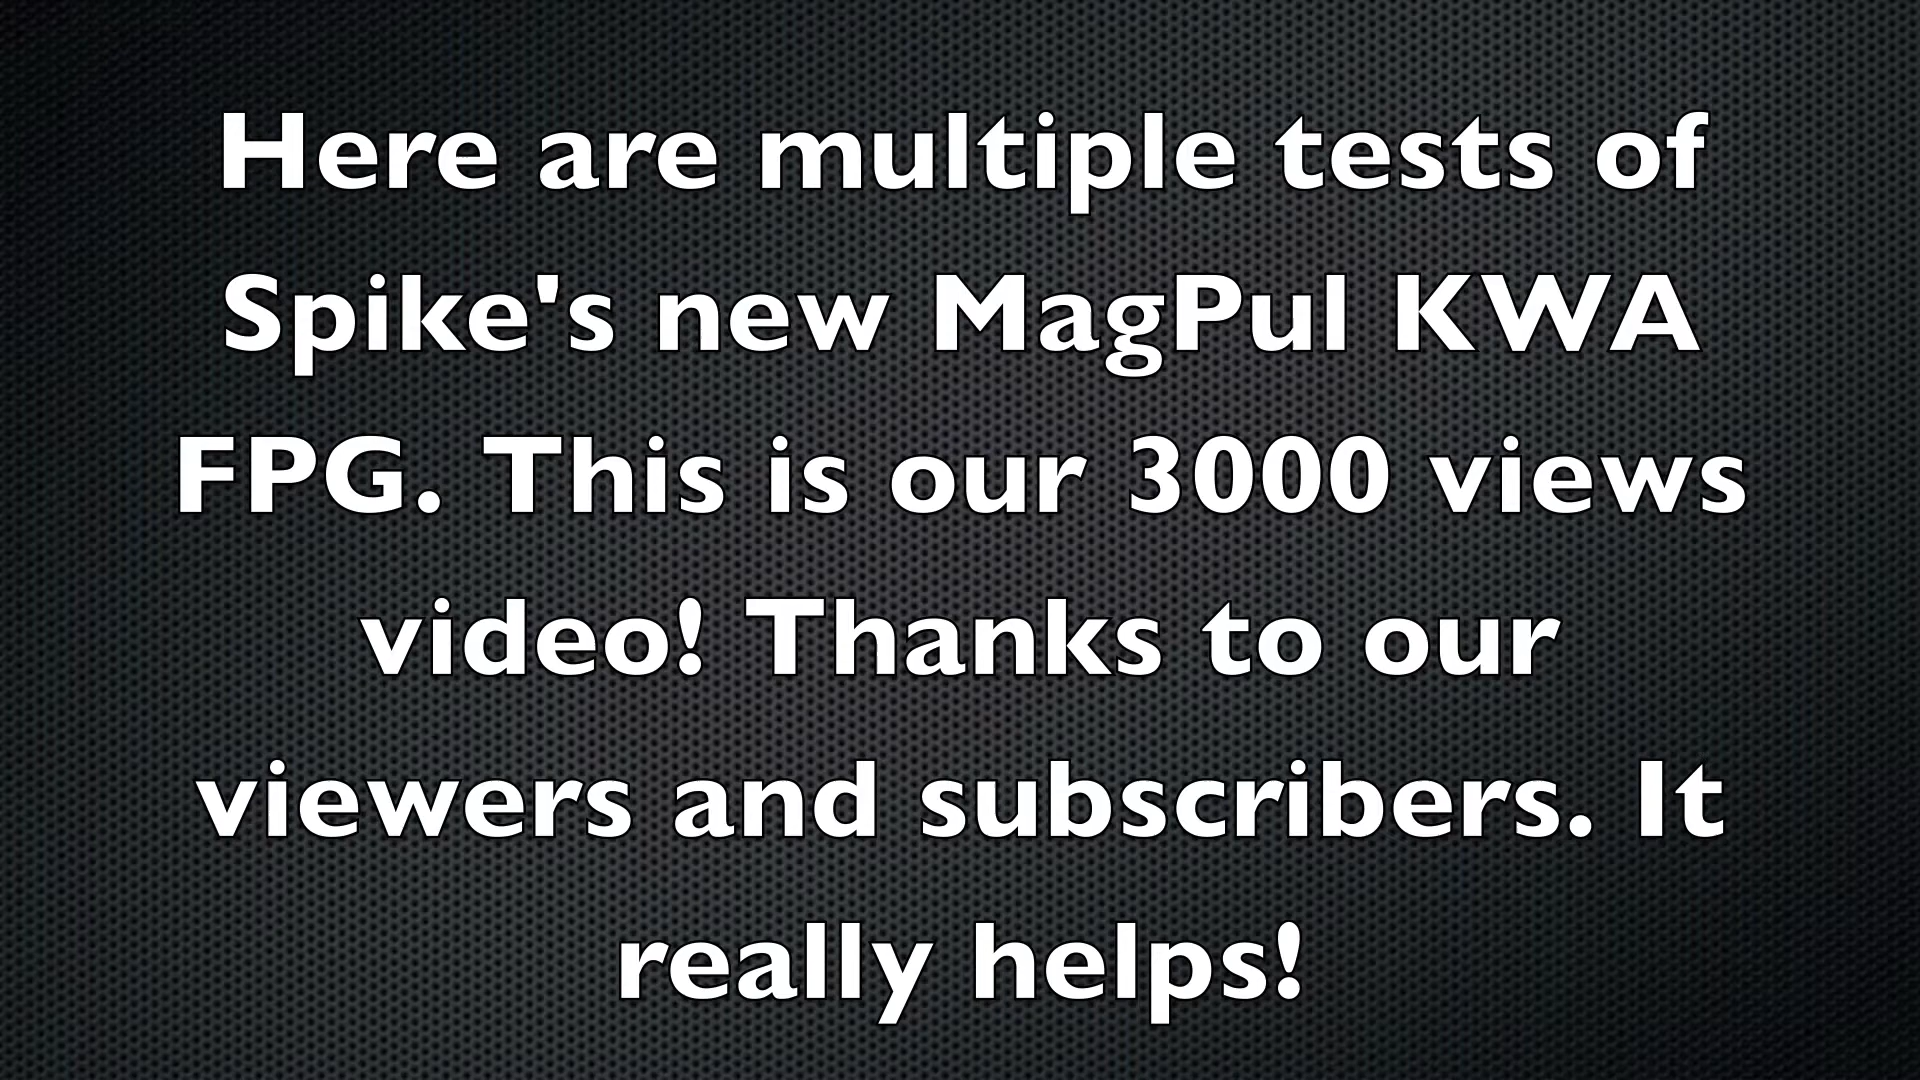 Here are multiple tests of
Spike's new MagPul KWA
FPG. This is our 3000 views
video! Thanks to our
viewers and subscribers. It
really helps!